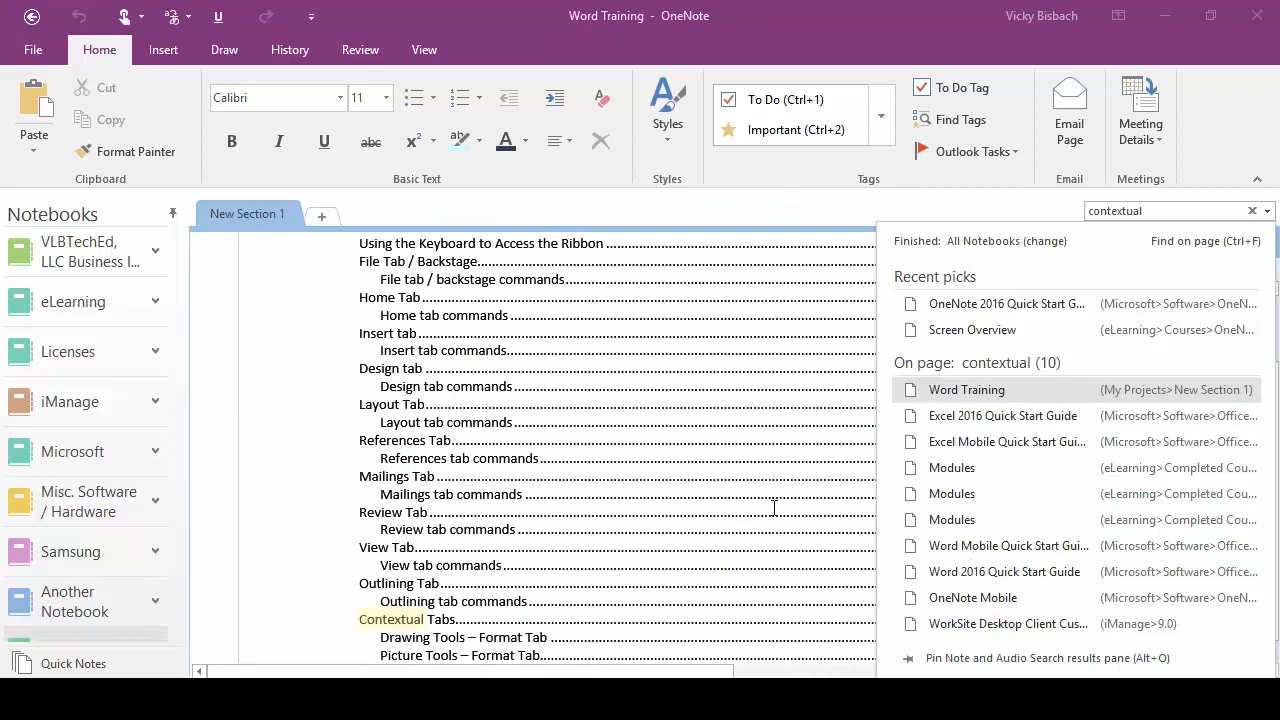 Word Training - OneNote
Vicky Bisbach
File Home Insert Draw History Review View
Paste
Cut
Copy
Format Painter
Clipboard
Calibri 11
B I U abc x² A
Basic Text
Styles
Styles
To Do (Ctrl+1)
Important (Ctrl+2)
To Do Tag
Find Tags
Outlook Tasks
Tags
Email
Page
Email
Meeting
Details
Meetings
Notebooks
VLBTechEd,
LLC Business I...
eLearning
Licenses
iManage
Microsoft
Misc. Software
/ Hardware
Samsung
Another
Notebook
Quick Notes
New Section 1
Using the Keyboard to Access the Ribbon
File Tab / Backstage
File tab / backstage commands
Home Tab
Home tab commands
Insert tab
Insert tab commands
Design tab
Design tab commands
Layout Tab
Layout tab commands
References Tab
References tab commands
Mailings Tab
Mailings tab commands
Review Tab
Review tab commands
View Tab
View tab commands
Outlining Tab
Outlining tab commands
Contextual Tabs
Drawing Tools – Format Tab
Picture Tools – Format Tab
contextual
Finished: All Notebooks (change) Find on page (Ctrl+F)
Recent picks
OneNote 2016 Quick Start G... (Microsoft>Software>OneN...
Screen Overview (eLearning>Courses>OneN...
On page: contextual (10)
Word Training (My Projects>New Section 1)
Excel 2016 Quick Start Guide (Microsoft>Software>Office...
Excel Mobile Quick Start Gui... (Microsoft>Software>Office...
Modules (eLearning>Completed Cou...
Modules (eLearning>Completed Cou...
Modules (eLearning>Completed Cou...
Word Mobile Quick Start Gui... (Microsoft>Software>Office...
Word 2016 Quick Start Guide (Microsoft>Software>Office...
OneNote Mobile (Microsoft>Software>OneN...
WorkSite Desktop Client Cus... (iManage>9.0)
Pin Note and Audio Search results pane (Alt+O)